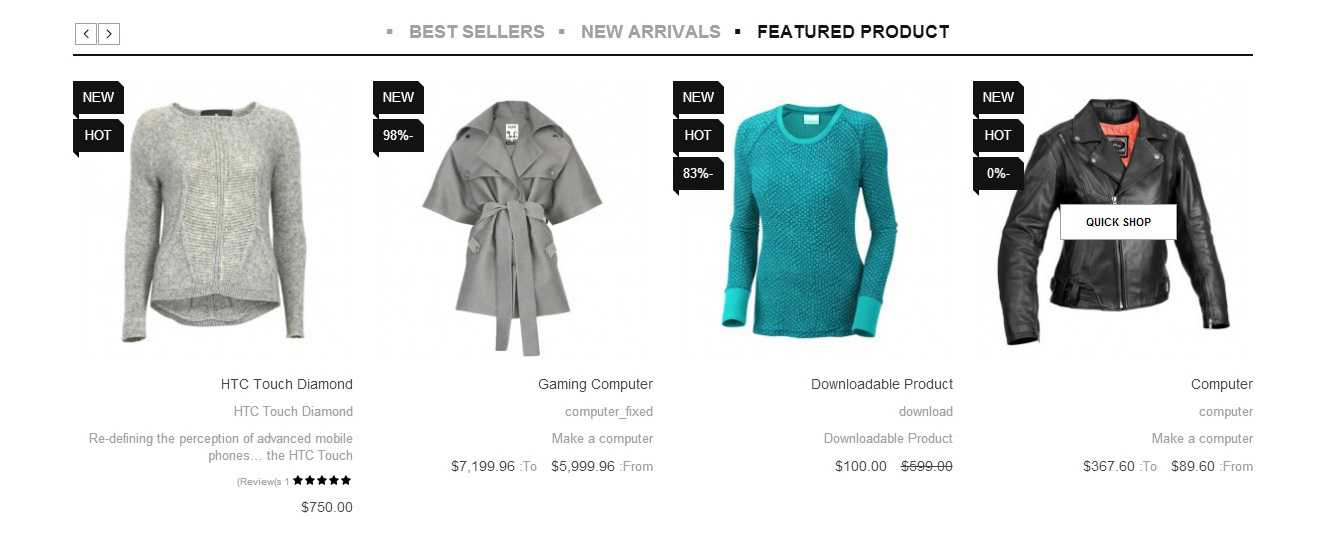 BEST SELLERS
NEW ARRIVALS
FEATURED PRODUCT
NEW
HOT
HTC Touch Diamond
HTC Touch Diamond
Re-defining the perception of advanced mobile
phones… the HTC Touch
(Review(s 1
$750.00
NEW
98%-
Gaming Computer
computer_fixed
Make a computer
$7,199.96 :To $5,999.96 :From
NEW
HOT
83%-
Downloadable Product
download
Downloadable Product
$100.00 $599.00
NEW
HOT
0%-
QUICK SHOP
Computer
computer
Make a computer
$367.60 :To $89.60 :From